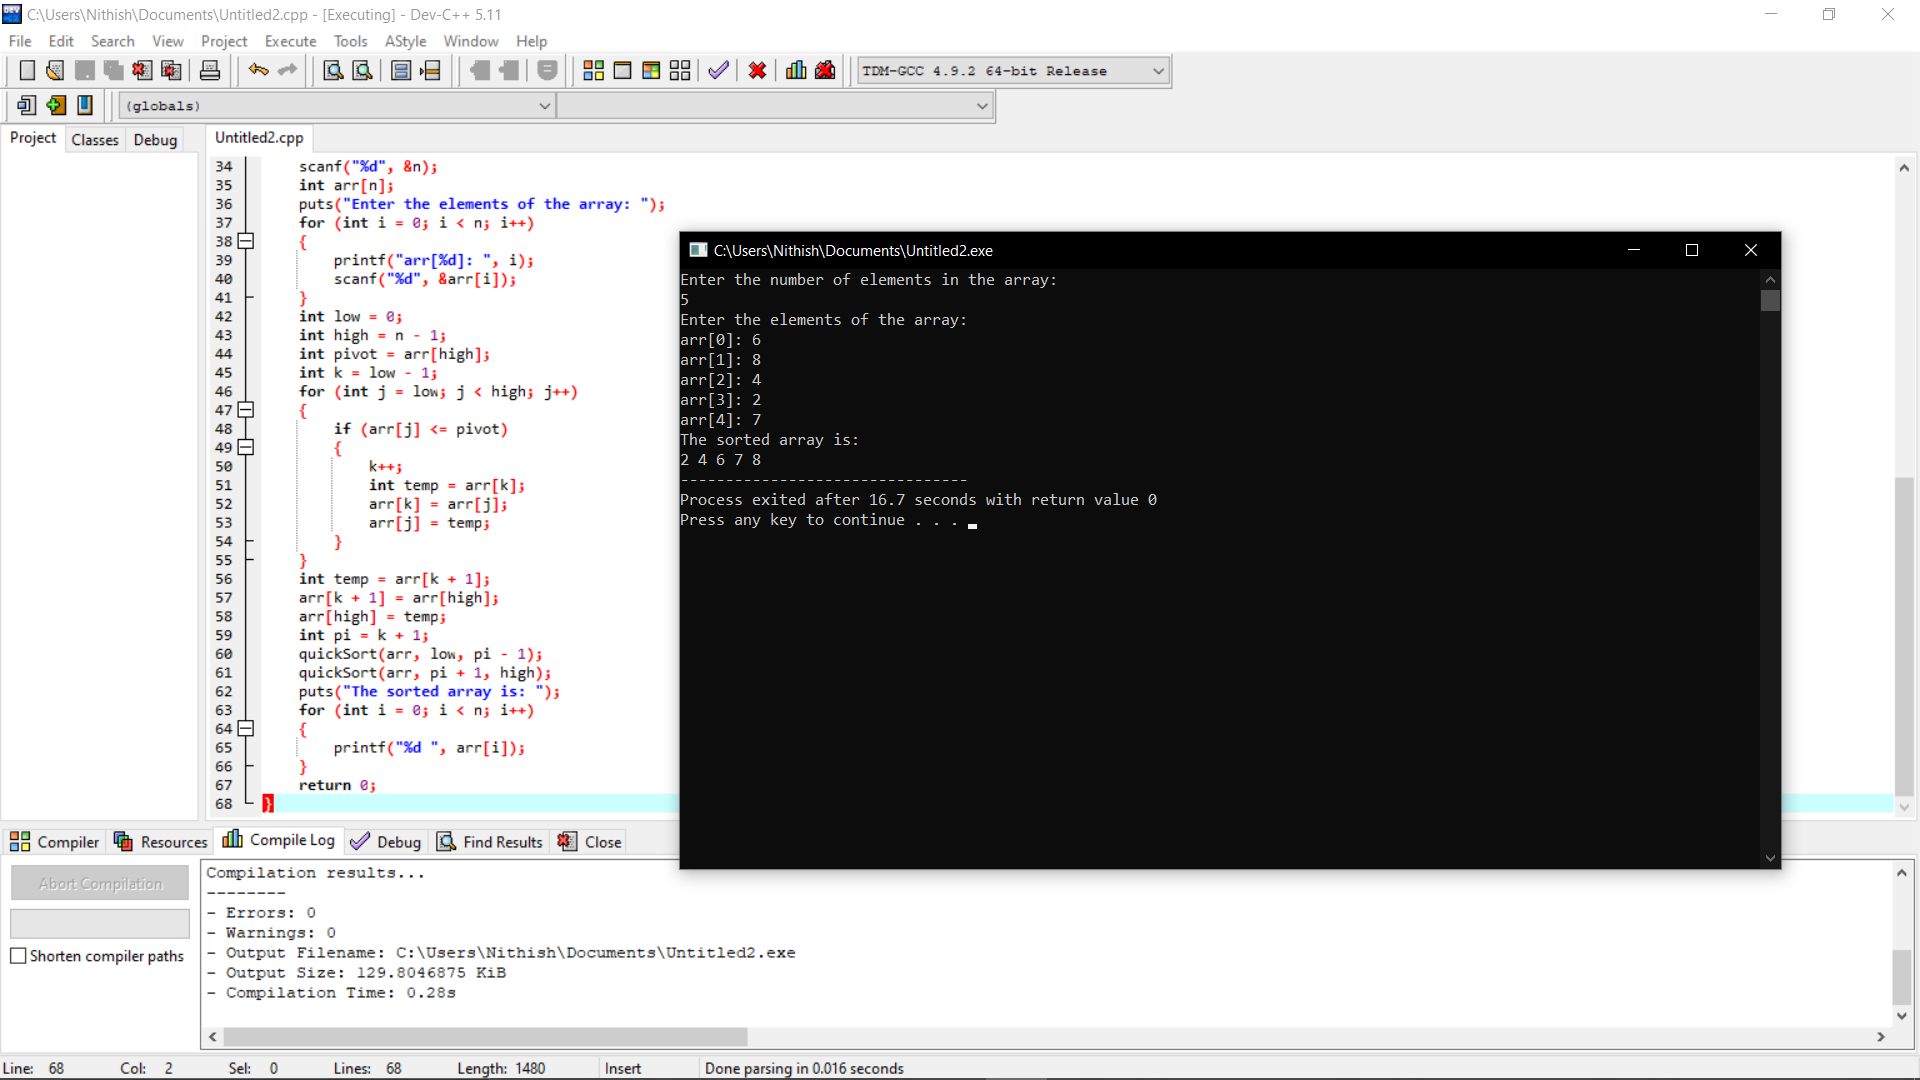 C:\Users\Nithish\Documents\Untitled2.cpp - [Executing] - Dev-C++ 5.11
File Edit Search View Project Execute Tools AStyle Window Help
TDM-GCC 4.9.2 64-bit Release
(globals)
Project Classes Debug Untitled2.cpp
34 scanf("%d", &n);
35 int arr[n];
36 puts("Enter the elements of the array: ");
37 for (int i = 0; i < n; i++)
38 {
39 printf("arr[%d]: ", i);
40 scanf("%d", &arr[i]);
41 }
42 int low = 0;
43 int high = n - 1;
44 int pivot = arr[high];
45 int k = low - 1;
46 for (int j = low; j < high; j++)
47 {
48 if (arr[j] <= pivot)
49 {
50 k++;
51 int temp = arr[k];
52 arr[k] = arr[j];
53 arr[j] = temp;
54 }
55 }
56 int temp = arr[k + 1];
57 arr[k + 1] = arr[high];
58 arr[high] = temp;
59 int pi = k + 1;
60 quickSort(arr, low, pi - 1);
61 quickSort(arr, pi + 1, high);
62 puts("The sorted array is: ");
63 for (int i = 0; i < n; i++)
64 {
65 printf("%d ", arr[i]);
66 }
67 return 0;
68 }
C:\Users\Nithish\Documents\Untitled2.exe
Enter the number of elements in the array:
5
Enter the elements of the array:
arr[0]: 6
arr[1]: 8
arr[2]: 4
arr[3]: 2
arr[4]: 7
The sorted array is:
2 4 6 7 8
--------------------------------
Process exited after 16.7 seconds with return value 0
Press any key to continue . . .
Compiler Resources Compile Log Debug Find Results Close
Abort Compilation
Shorten compiler paths
Compilation results...
--------
- Errors: 0
- Warnings: 0
- Output Filename: C:\Users\Nithish\Documents\Untitled2.exe
- Output Size: 129.8046875 KiB
- Compilation Time: 0.28s
Line: 68 Col: 2 Sel: 0 Lines: 68 Length: 1480 Insert Done parsing in 0.016 seconds